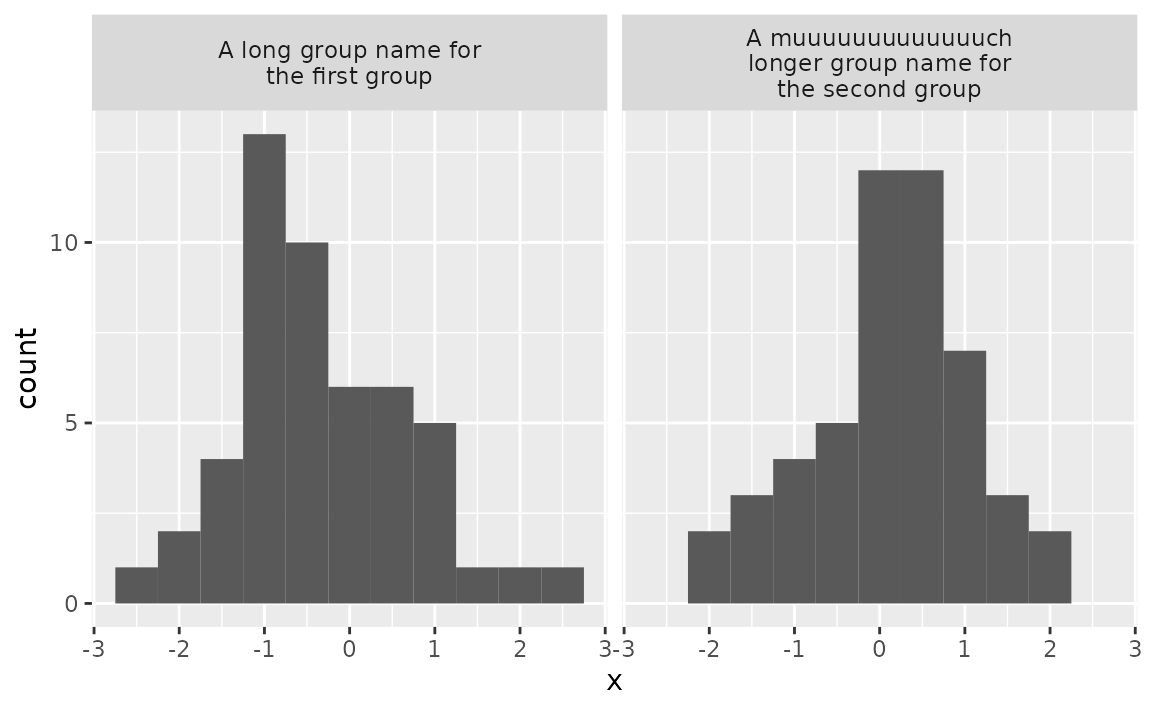 A long group name for
the first group
A muuuuuuuuuuuuuch
longer group name for
the second group
10
5
0
count
-3 -2 -1 0 1 2 3 -3 -2 -1 0 1 2 3
x